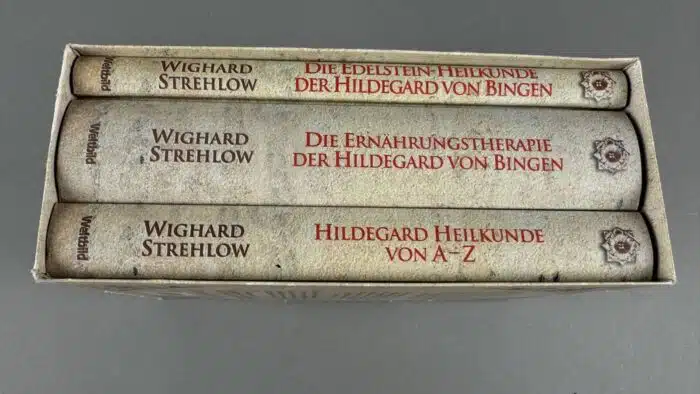 Weltbild
WIGHARD
STREHLOW
DIE EDELSTEIN-HEILKUNDE
DER HILDEGARD VON BINGEN
Weltbild
WIGHARD
STREHLOW
DIE ERNÄHRUNGSTHERAPIE
DER HILDEGARD VON BINGEN
Weltbild
WIGHARD
STREHLOW
HILDEGARD HEILKUNDE
VON A–Z